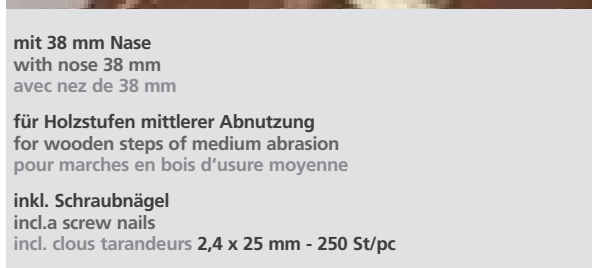 mit 38 mm Nase
with nose 38 mm
avec nez de 38 mm
für Holzstufen mittlerer Abnutzung
for wooden steps of medium abrasion
pour marches en bois d‘usure moyenne
inkl. Schraubnägel
incl.a screw nails
incl. clous tarandeurs 2,4 x 25 mm - 250 St/pc